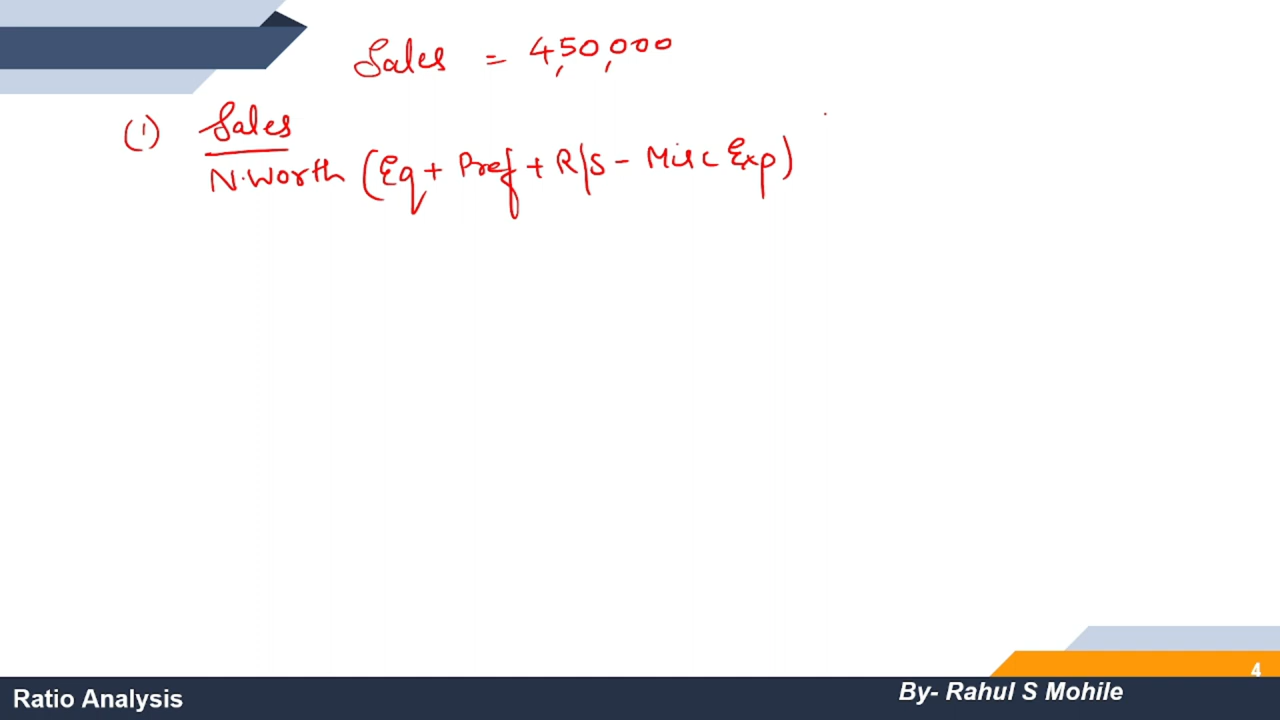 Sales = 4,50,000
(1) Sales
N.Worth (Eq + Pref + R/S - Misc Exp)
4
Ratio Analysis
By- Rahul S Mohile